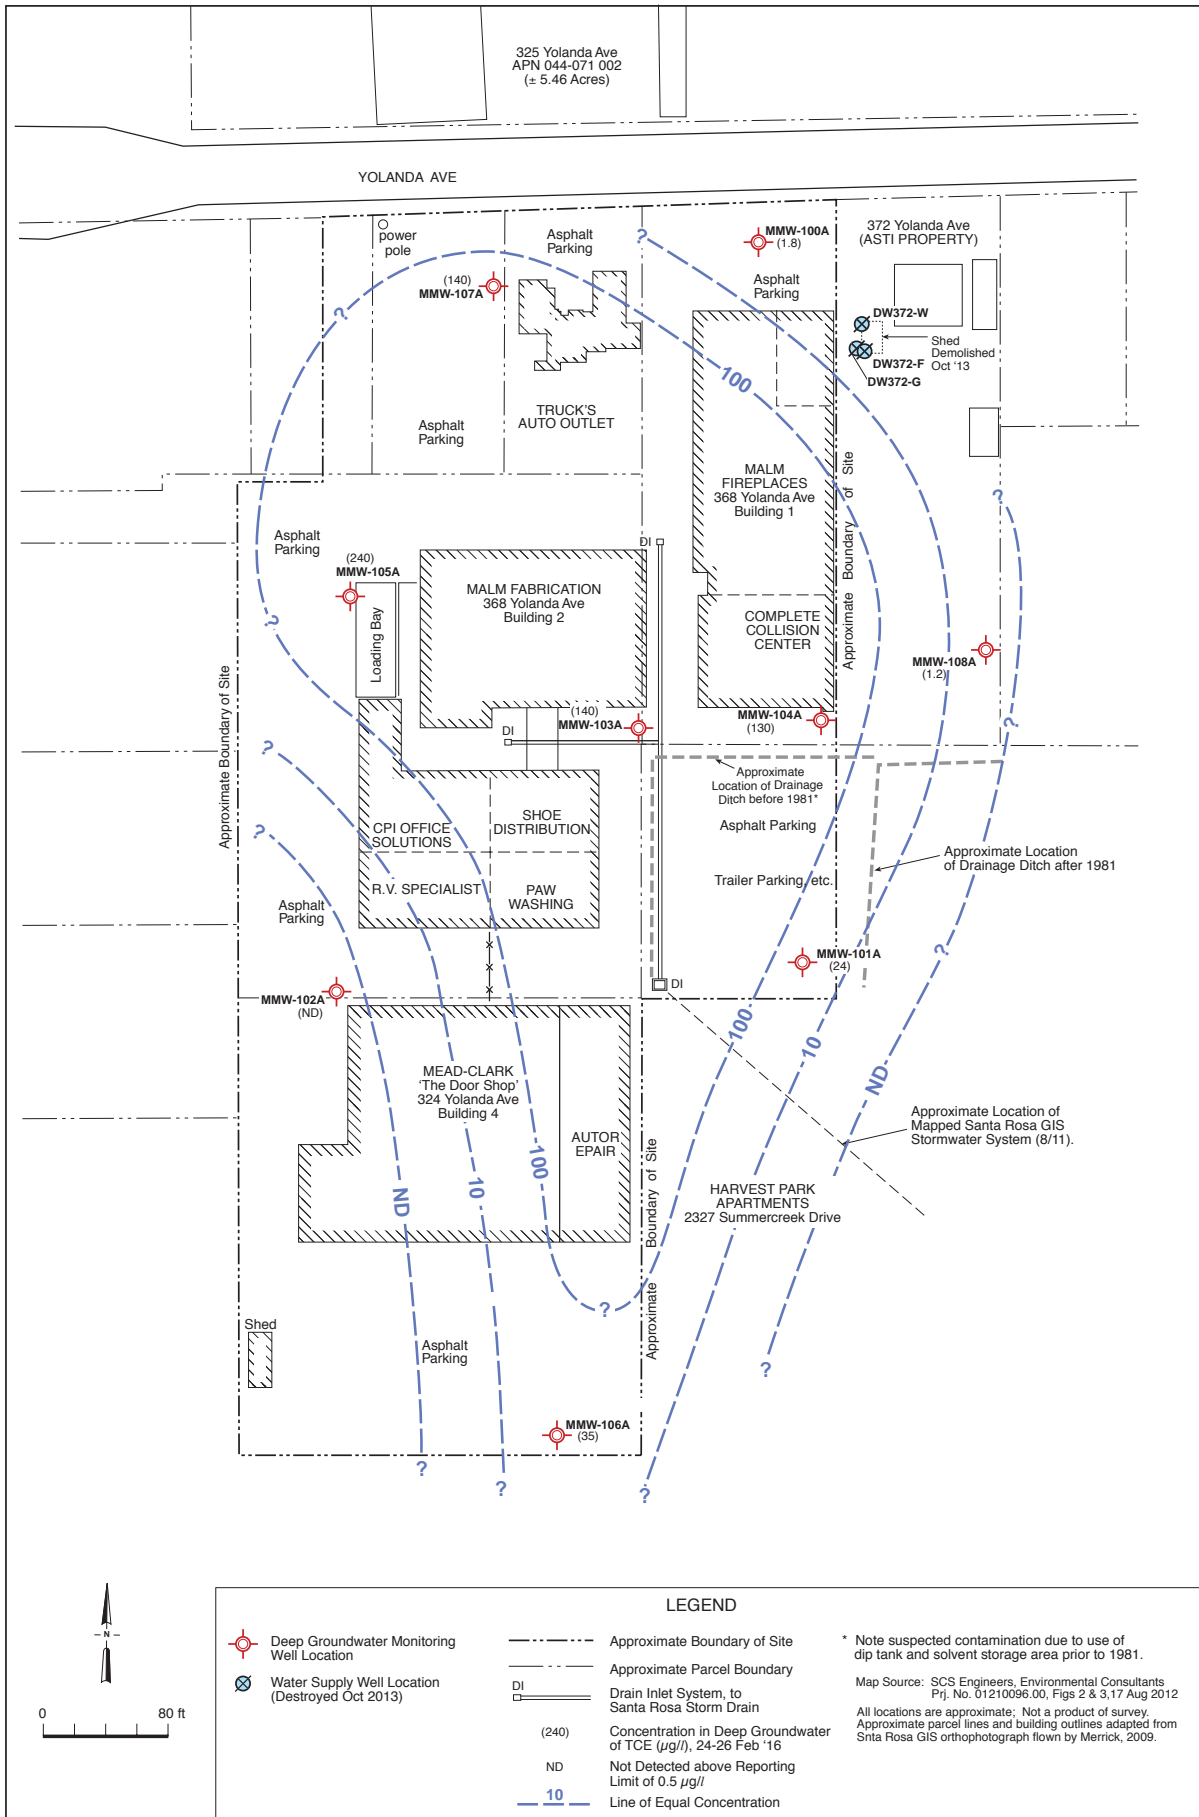 325 Yolanda Ave
APN 044-071 002
(± 5.46 Acres)
YOLANDA AVE
power
pole
Asphalt
Parking
?
MMW-100A
(1.8)
372 Yolanda Ave
(ASTI PROPERTY)
(140)
MMW-107A
Asphalt
Parking
?
DW372-W
Shed
Demolished
Oct '13
DW372-F
DW372-G
100
TRUCK'S
AUTO OUTLET
Asphalt
Parking
MALM
FIREPLACES
368 Yolanda Ave
Building 1
Approximate Boundary of Site
?
Asphalt
Parking
DI
(240)
MMW-105A
MALM FABRICATION
368 Yolanda Ave
Building 2
Loading Bay
COMPLETE
COLLISION
CENTER
?
MMW-108A
(1.2)
Approximate Boundary of Site
(140)
MMW-103A
MMW-104A
(130)
DI
?
?
Approximate
Location of Drainage
Ditch before 1981*
Asphalt Parking
CPI OFFICE
SOLUTIONS
SHOE
DISTRIBUTION
?
Approximate Location
of Drainage Ditch after 1981
R.V. SPECIALIST
PAW
WASHING
Trailer Parking, etc.
Asphalt
Parking
MMW-101A
(24)
?
DI
MMW-102A
(ND)
100
10
ND
MEAD-CLARK
'The Door Shop'
324 Yolanda Ave
Building 4
AUTOR
EPAIR
Approximate Location of
Mapped Santa Rosa GIS
Stormwater System (8/11).
100
10
ND
HARVEST PARK
APARTMENTS
2327 Summercreek Drive
Approximate Boundary of Site
?
Shed
Asphalt
Parking
?
MMW-106A
(35)
?
?
?
N
0 80 ft
LEGEND
Deep Groundwater Monitoring
Well Location
Water Supply Well Location
(Destroyed Oct 2013)
Approximate Boundary of Site
Approximate Parcel Boundary
DI
Drain Inlet System, to
Santa Rosa Storm Drain
(240) Concentration in Deep Groundwater
of TCE (µg/l), 24-26 Feb '16
ND Not Detected above Reporting
Limit of 0.5 µg/l
10 Line of Equal Concentration
* Note suspected contamination due to use of
dip tank and solvent storage area prior to 1981.
Map Source: SCS Engineers, Environmental Consultants
Prj. No. 01210096.00, Figs 2 & 3,17 Aug 2012
All locations are approximate; Not a product of survey.
Approximate parcel lines and building outlines adapted from
Snta Rosa GIS orthophotograph flown by Merrick, 2009.